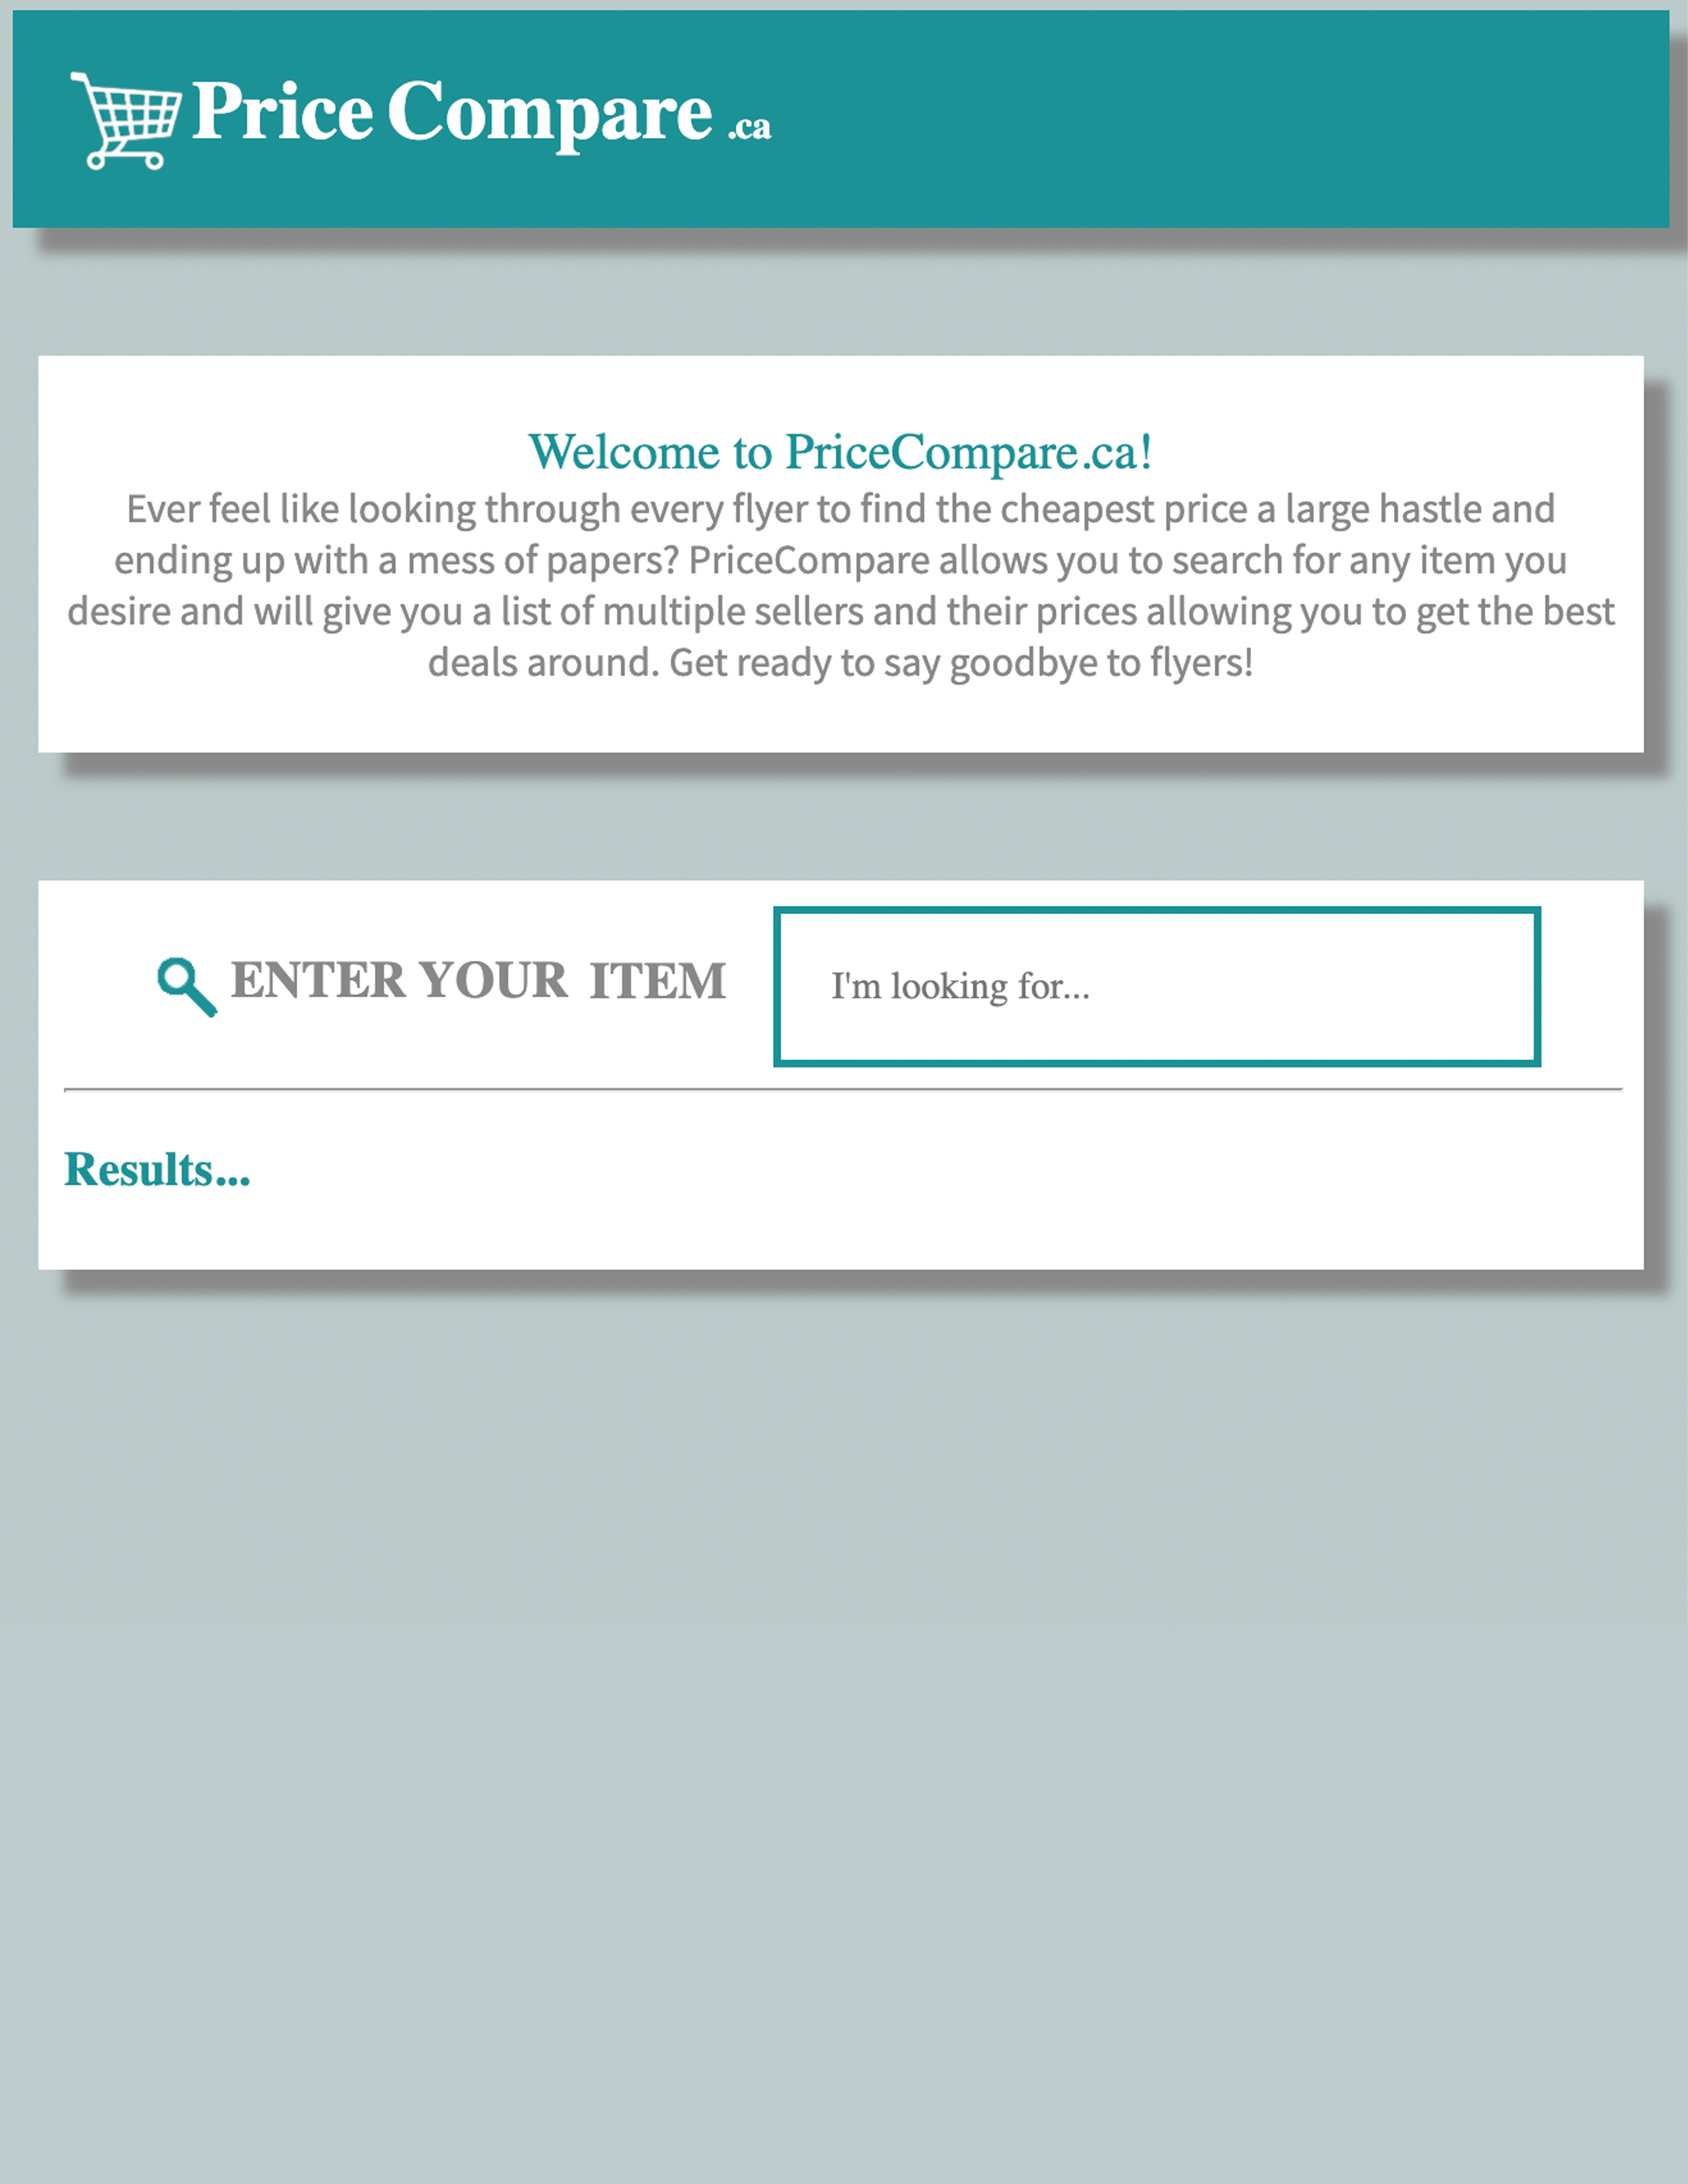 Price Compare .ca
Welcome to PriceCompare.ca!
Ever feel like looking through every flyer to find the cheapest price a large hastle and
ending up with a mess of papers? PriceCompare allows you to search for any item you
desire and will give you a list of multiple sellers and their prices allowing you to get the best
deals around. Get ready to say goodbye to flyers!
ENTER YOUR ITEM
I'm looking for...
Results...